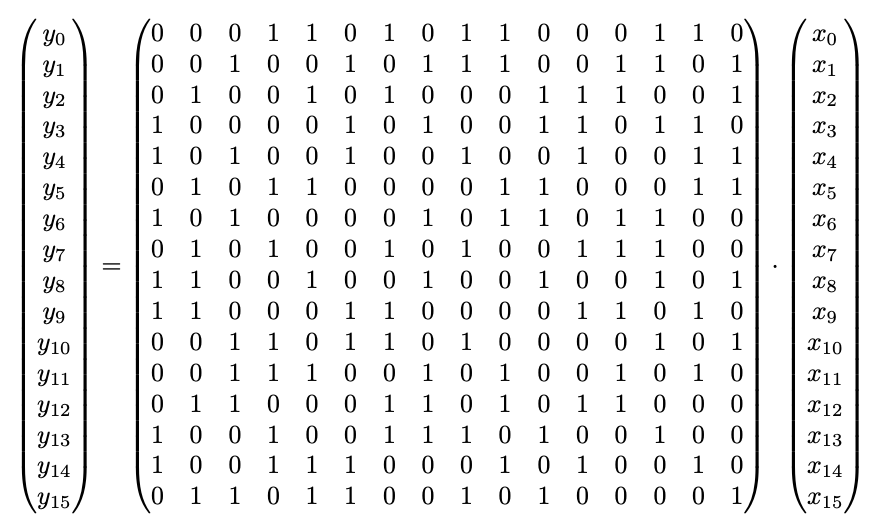 y₀ 0 0 0 1 1 0 1 0 1 1 0 0 0 1 1 0 x₀
y₁ 0 0 1 0 0 1 0 1 1 1 0 0 1 1 0 1 x₁
y₂ 0 1 0 0 1 0 1 0 0 0 1 1 1 0 0 1 x₂
y₃ 1 0 0 0 0 1 0 1 0 0 1 1 0 1 1 0 x₃
y₄ 1 0 1 0 0 1 0 0 1 0 0 1 0 0 1 1 x₄
y₅ 0 1 0 1 1 0 0 0 0 1 1 0 0 0 1 1 x₅
y₆ 1 0 1 0 0 0 0 1 0 1 1 0 1 1 0 0 x₆
y₇ = 0 1 0 1 0 0 1 0 1 0 0 1 1 1 0 0 · x₇
y₈ 1 1 0 0 1 0 0 1 0 0 1 0 0 1 0 1 x₈
y₉ 1 1 0 0 0 1 1 0 0 0 0 1 1 0 1 0 x₉
y₁₀ 0 0 1 1 0 1 1 0 1 0 0 0 0 1 0 1 x₁₀
y₁₁ 0 0 1 1 1 0 0 1 0 1 0 0 1 0 1 0 x₁₁
y₁₂ 0 1 1 0 0 0 1 1 0 1 0 1 1 0 0 0 x₁₂
y₁₃ 1 0 0 1 0 0 1 1 1 0 1 0 0 1 0 0 x₁₃
y₁₄ 1 0 0 1 1 1 0 0 0 1 0 1 0 0 1 0 x₁₄
y₁₅ 0 1 1 0 1 1 0 0 1 0 1 0 0 0 0 1 x₁₅